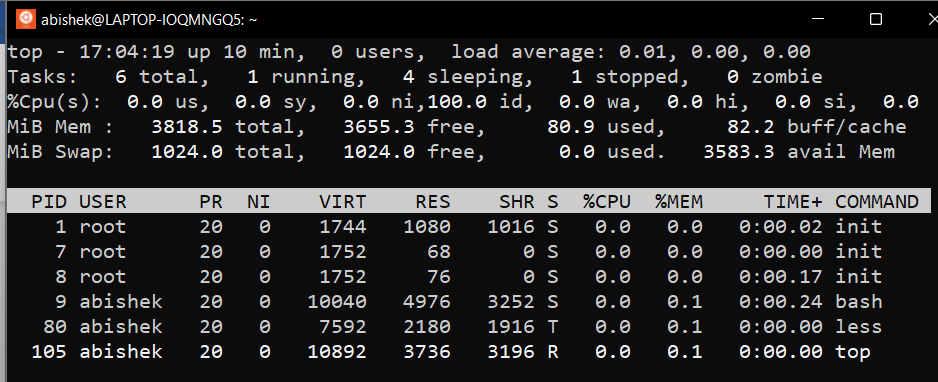 abishek@LAPTOP-IOQMNGQ5: ~
top - 17:04:19 up 10 min,  0 users,  load average: 0.01, 0.00, 0.00
Tasks:   6 total,   1 running,   4 sleeping,   1 stopped,   0 zombie
%Cpu(s):  0.0 us,  0.0 sy,  0.0 ni,100.0 id,  0.0 wa,  0.0 hi,  0.0 si,  0.0
MiB Mem :   3818.5 total,   3655.3 free,     80.9 used,     82.2 buff/cache
MiB Swap:   1024.0 total,   1024.0 free,      0.0 used.   3583.3 avail Mem
PID USER      PR  NI    VIRT    RES    SHR S  %CPU  %MEM     TIME+ COMMAND
1 root      20   0    1744   1080   1016 S   0.0   0.0   0:00.02 init
7 root      20   0    1752     68      0 S   0.0   0.0   0:00.00 init
8 root      20   0    1752     76      0 S   0.0   0.0   0:00.17 init
9 abishek   20   0   10040   4976   3252 S   0.0   0.1   0:00.24 bash
80 abishek   20   0    7592   2180   1916 T   0.0   0.1   0:00.00 less
105 abishek   20   0   10892   3736   3196 R   0.0   0.1   0:00.00 top